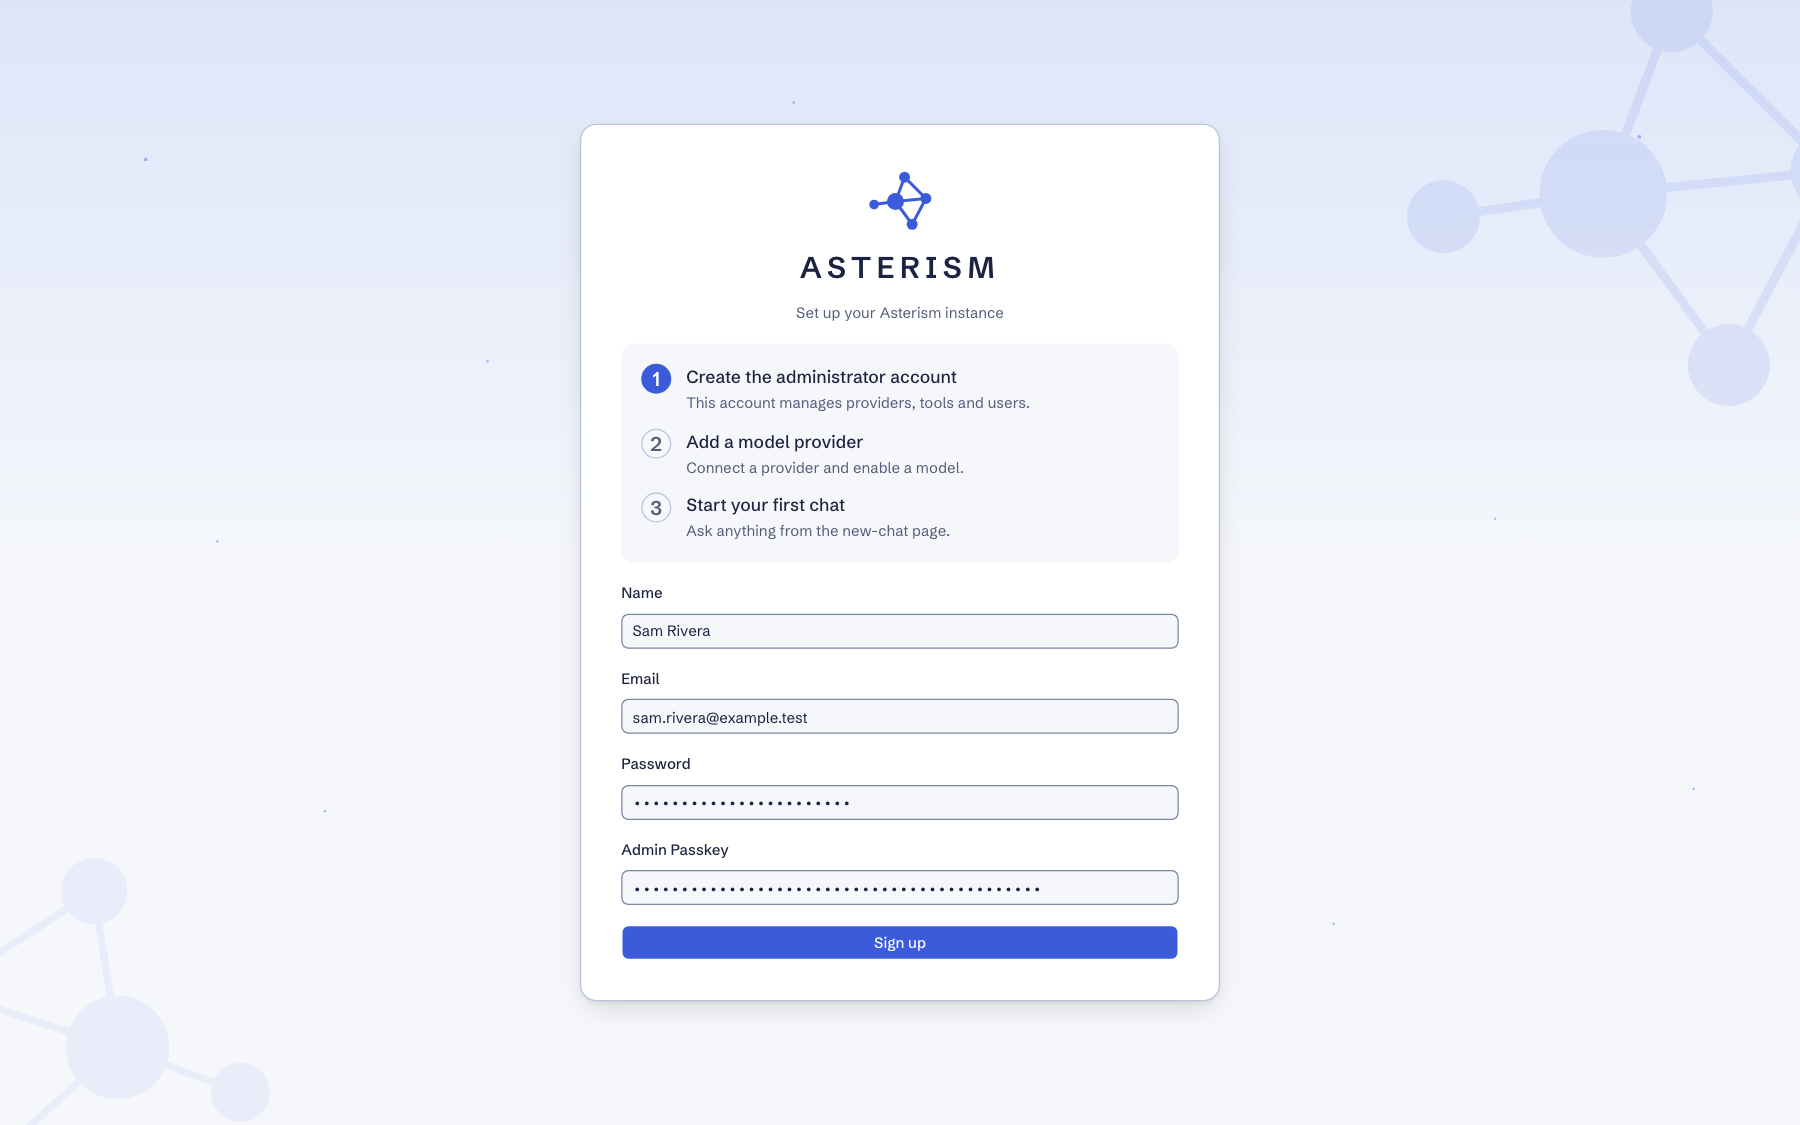 ASTERISM
Set up your Asterism instance
1 Create the administrator account
This account manages providers, tools and users.
2 Add a model provider
Connect a provider and enable a model.
3 Start your first chat
Ask anything from the new-chat page.
Name
Sam Rivera
Email
sam.rivera@example.test
Password
•••••••••••••••••••••••
Admin Passkey
•••••••••••••••••••••••••••••••••••••••••••
Sign up